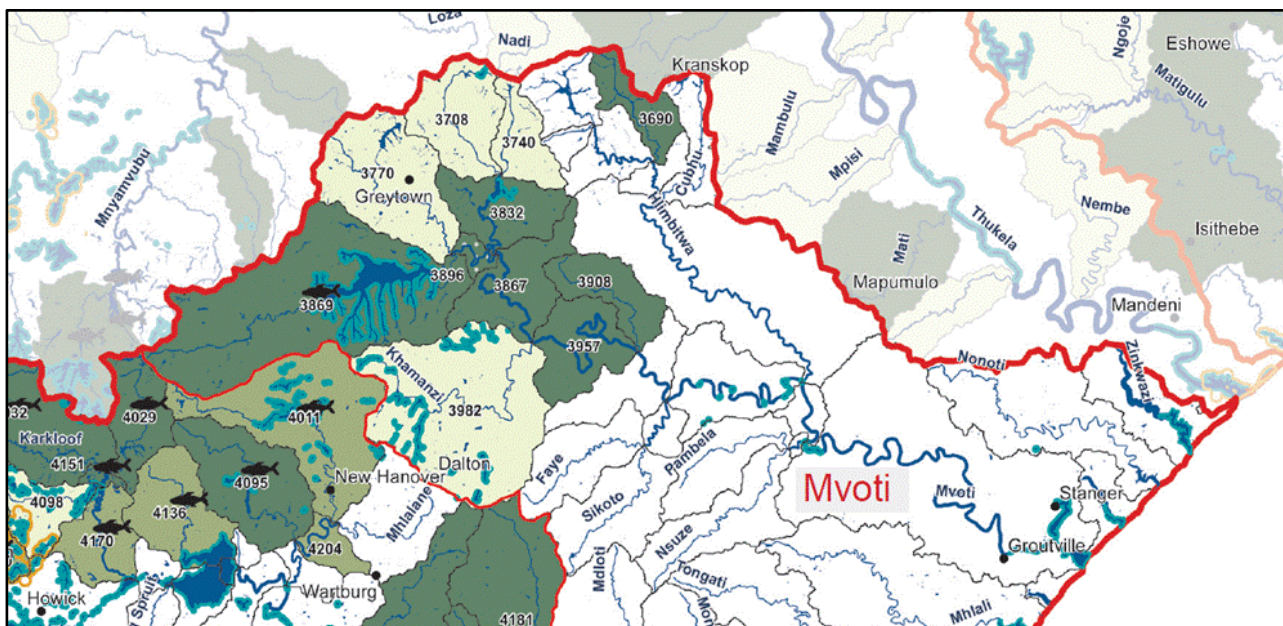 Loza
Nadi
Kranskop
Ngoje
Eshowe
Matigulu
3708
3740
3690
Mambulu
Mpisi
Cubhu
3770
Greytown
Mnyamvubu
3832
Hlimbitwa
Thukela
Nembe
Isithebe
Mati
Mapumulo
3896
3867
3908
3869
Mandeni
3957
Nonoti
Zinkwazi
Khamanzi
3982
032
4029
4011
Karkloof
4151
4095
New Hanover
Dalton
Faye
Pambela
4098
4136
Mhlalane
Sikoto
Mvoti
Mvoti
Stanger
4170
4204
Nsuze
Groutville
Mdloti
Tongati
Howick
Spruit
Wartburg
4181
Mon
Mhlali